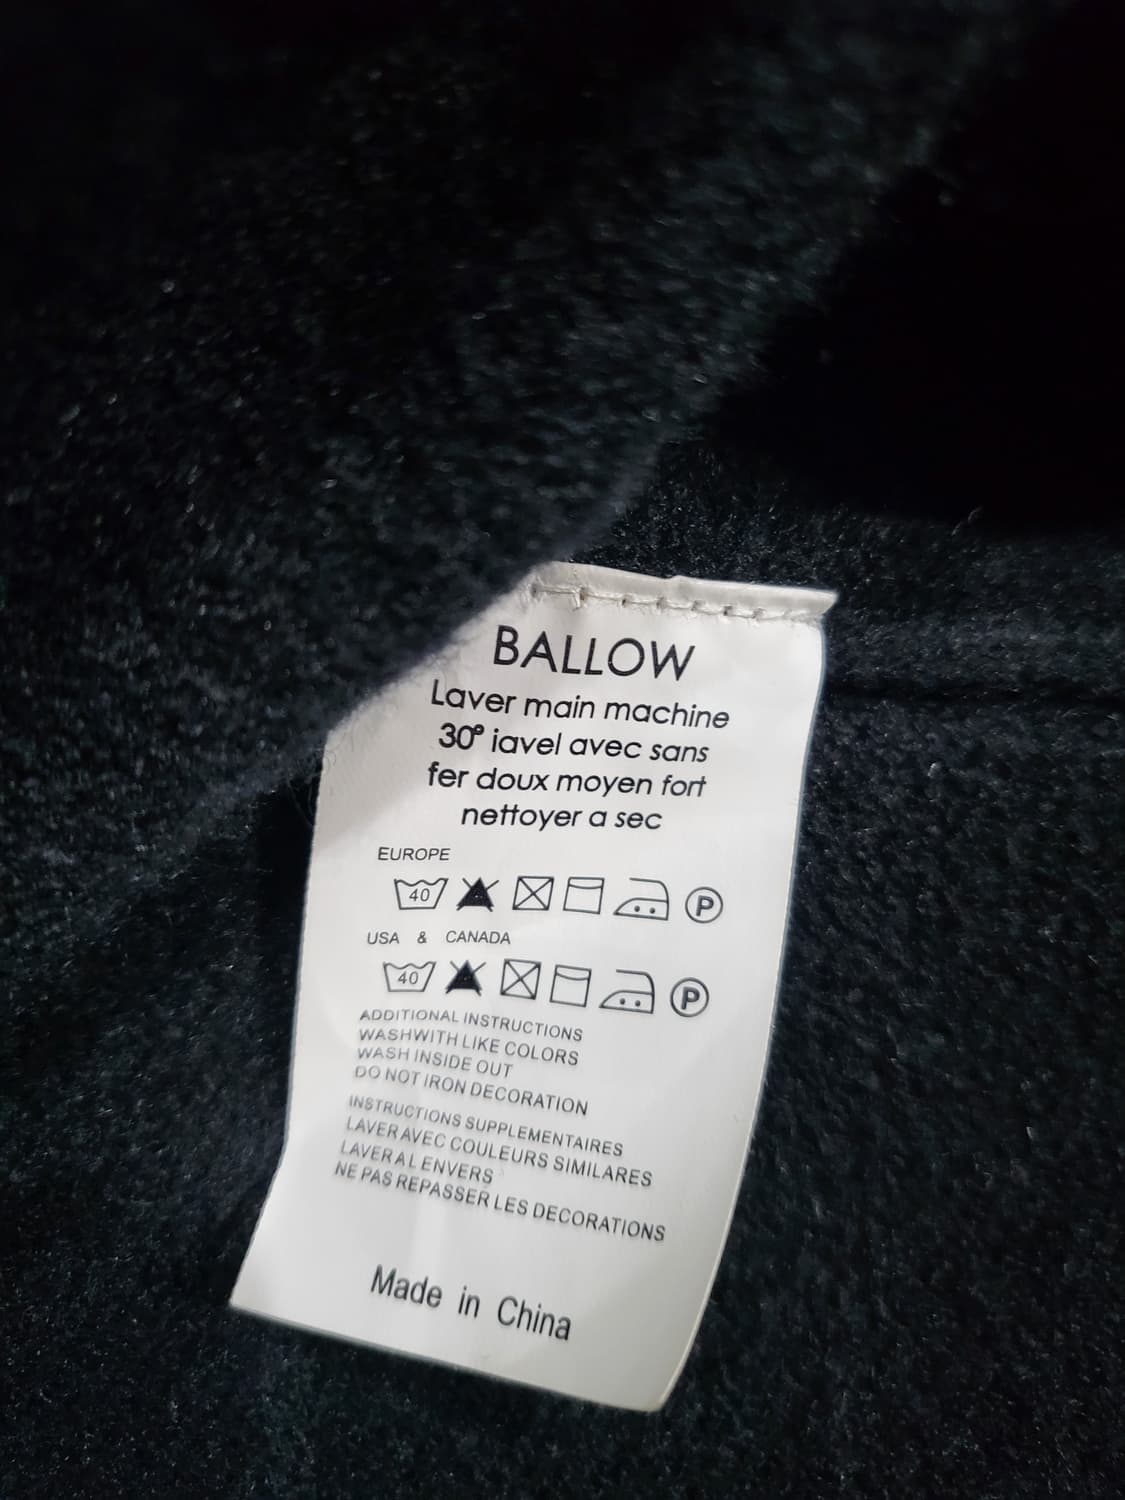 BALLOW
Laver main machine
30° iavel avec sans
fer doux moyen fort
nettoyer a sec
EUROPE
40 P
USA & CANADA
40 P
ADDITIONAL INSTRUCTIONS
WASHWITH LIKE COLORS
WASH INSIDE OUT
DO NOT IRON DECORATION
INSTRUCTIONS SUPPLEMENTAIRES
LAVER AVEC COULEURS SIMILARES
LAVER A L ENVERS
NE PAS REPASSER LES DECORATIONS
Made in China